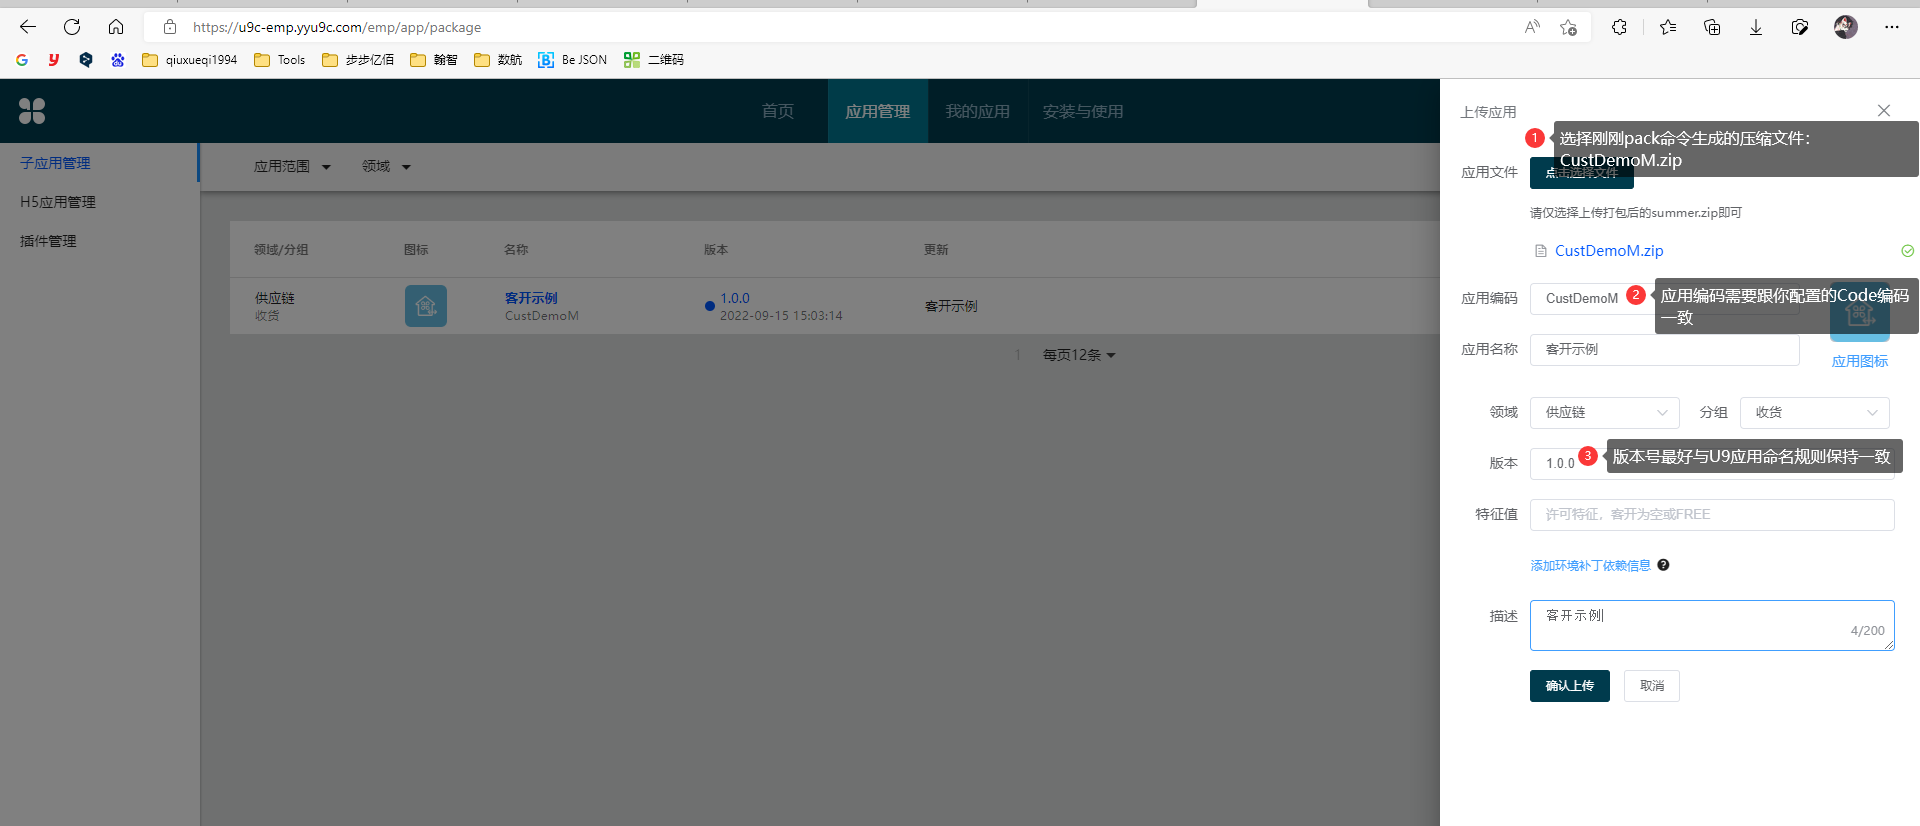 https://u9c-emp.yyu9c.com/emp/app/package
qiuxueqi1994
Tools
步步亿佰
翰智
数航
Be JSON
二维码
首页
应用管理
我的应用
安装与使用
子应用管理
H5应用管理
插件管理
应用范围
领域
领域/分组
图标
名称
版本
更新
供应链
收货
客开示例
CustDemoM
1.0.0
2022-09-15 15:03:14
客开示例
1
每页12条
上传应用
1
选择刚刚pack命令生成的压缩文件：
CustDemoM.zip
应用文件
点击选择文件
请仅选择上传打包后的summer.zip即可
CustDemoM.zip
应用编码
CustDemoM
2
应用编码需要跟你配置的Code编码
一致
应用名称
客开示例
应用图标
领域
供应链
分组
收货
版本
1.0.0
3
版本号最好与U9应用命名规则保持一致
特征值
许可特征，客开为空或FREE
添加环境补丁依赖信息
描述
客开示例
4/200
确认上传
取消